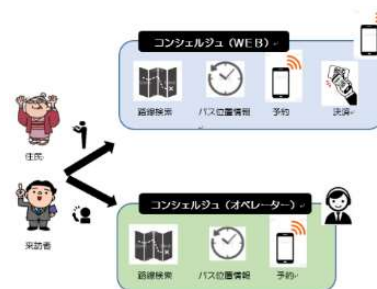 コンシェルジュ（WEB）
路線検索
バス位置情報
予約
決済
住民
来訪者
コンシェルジュ（オペレーター）
路線検索
バス位置情報
予約